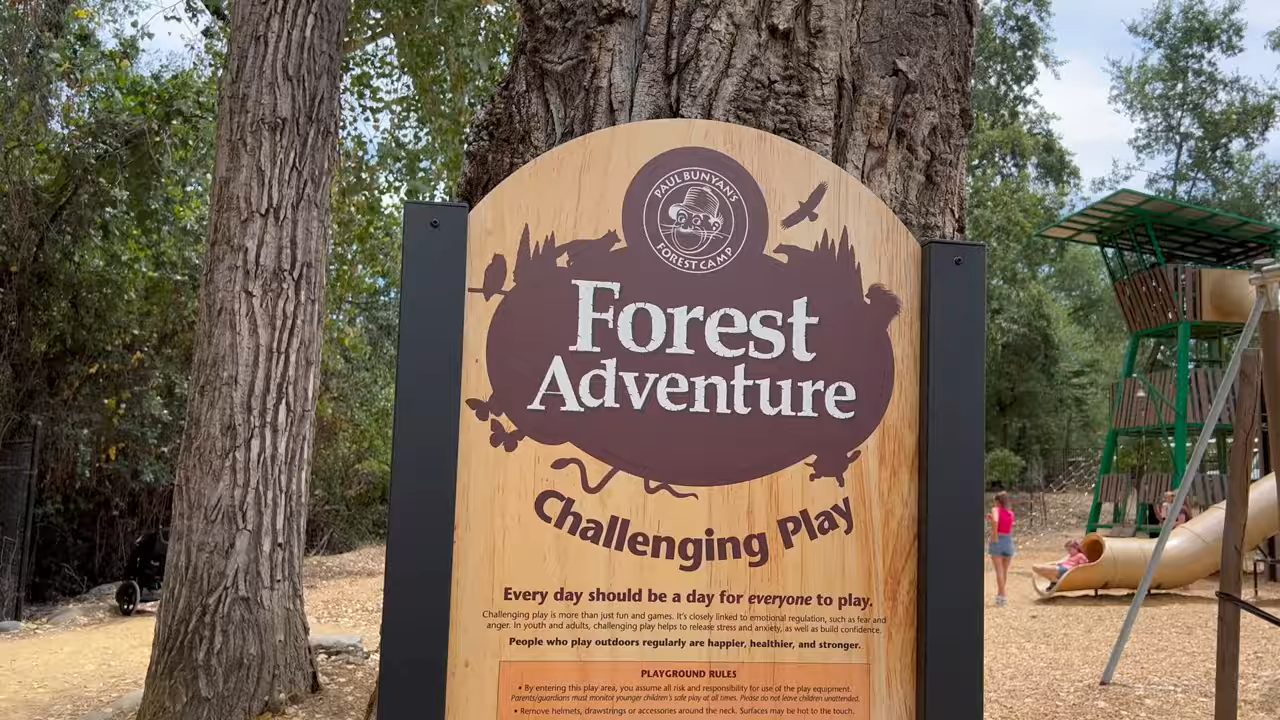 PAUL BUNYAN'S
FOREST CAMP
Forest
Adventure
Challenging Play
Every day should be a day for everyone to play.
Challenging play is more than just fun and games. It's closely linked to emotional regulation, such as fear and
anger. In youth and adults, challenging play helps to release stress and anxiety, as well as build confidence.
People who play outdoors regularly are happier, healthier, and stronger.
PLAYGROUND RULES
• By entering this play area, you assume all risk and responsibility for use of the play equipment.
Parents/guardians must monitor younger children's safe play at all times. Please do not leave children unattended.
• Remove helmets, drawstrings or accessories around the neck. Surfaces may be hot to the touch.